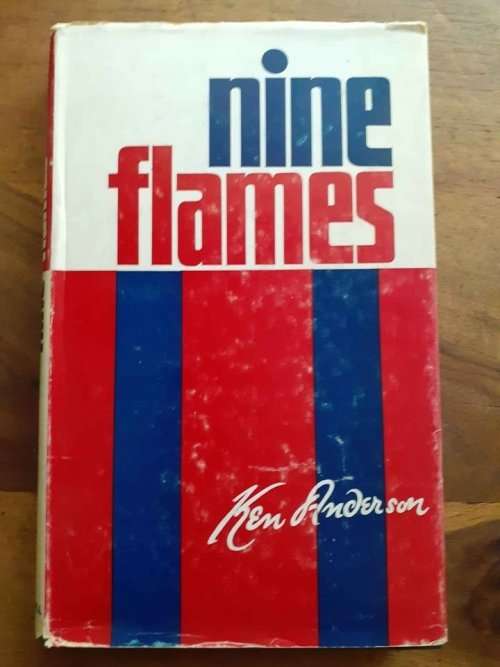 nine
flames
Ken Anderson